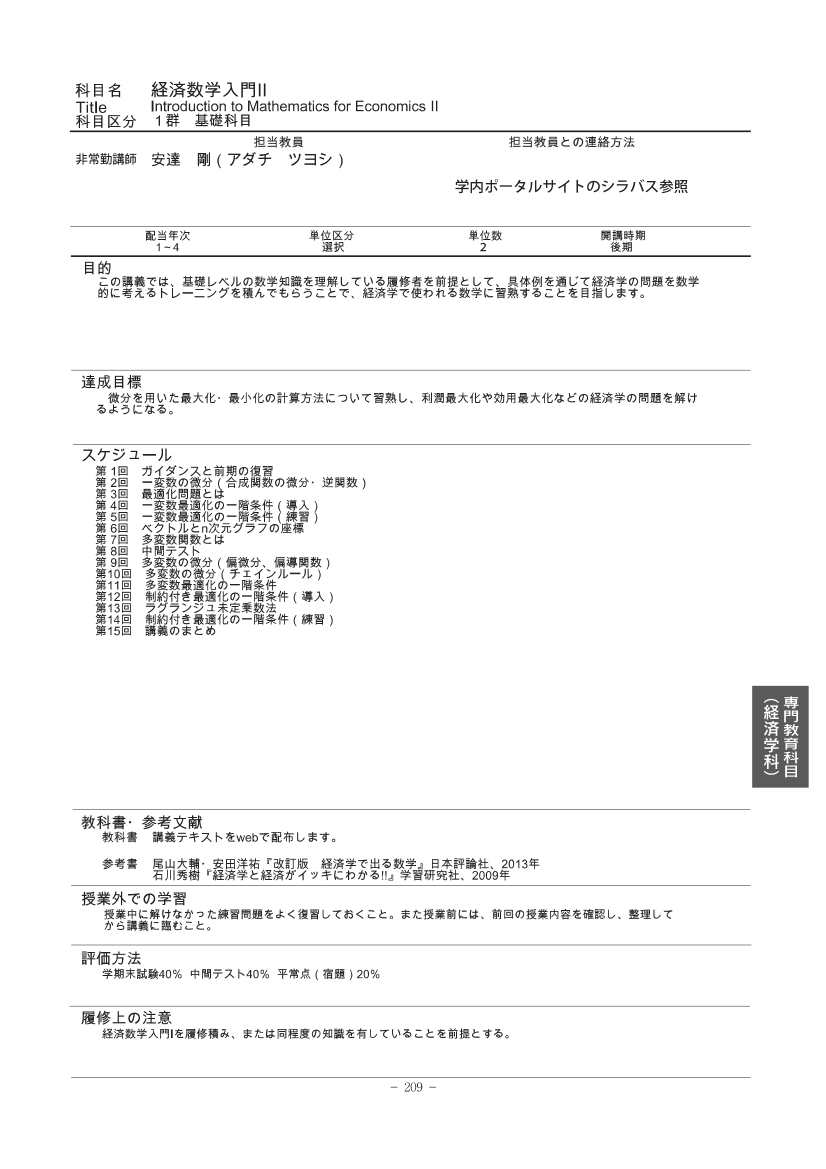 科目名　経済数学入門II
Title　Introduction to Mathematics for Economics II
科目区分　１群　基礎科目
担当教員　担当教員との連絡方法
非常勤講師　安達　剛（アダチ　ツヨシ）
学内ポータルサイトのシラバス参照
配当年次　単位区分　単位数　開講時期
1～4　選択　2　後期
目的
この講義では、基礎レベルの数学知識を理解している履修者を前提として、具体例を通じて経済学の問題を数学
的に考えるトレーニングを積んでもらうことで、経済学で使われる数学に習熟することを目指します。
達成目標
微分を用いた最大化・最小化の計算方法について習熟し、利潤最大化や効用最大化などの経済学の問題を解け
るようになる。
スケジュール
第 1回　ガイダンスと前期の復習
第 2回　一変数の微分（合成関数の微分・逆関数）
第 3回　最適化問題とは
第 4回　一変数最適化の一階条件（導入）
第 5回　一変数最適化の一階条件（練習）
第 6回　ベクトルとn次元グラフの座標
第 7回　多変数関数とは
第 8回　中間テスト
第 9回　多変数の微分（偏微分、偏導関数）
第10回　多変数の微分（チェインルール）
第11回　多変数最適化の一階条件
第12回　制約付き最適化の一階条件（導入）
第13回　ラグランジュ未定乗数法
第14回　制約付き最適化の一階条件（練習）
第15回　講義のまとめ
専門教育科目
（経済学科）
教科書・参考文献
教科書　講義テキストをwebで配布します。
参考書　尾山大輔・安田洋祐『改訂版　経済学で出る数学』日本評論社、2013年
石川秀樹『経済学と経済がイッキにわかる!!』学習研究社、2009年
授業外での学習
授業中に解けなかった練習問題をよく復習しておくこと。また授業前には、前回の授業内容を確認し、整理して
から講義に臨むこと。
評価方法
学期末試験40%　中間テスト40%　平常点（宿題）20%
履修上の注意
経済数学入門Iを履修積み、または同程度の知識を有していることを前提とする。
－ 209 －